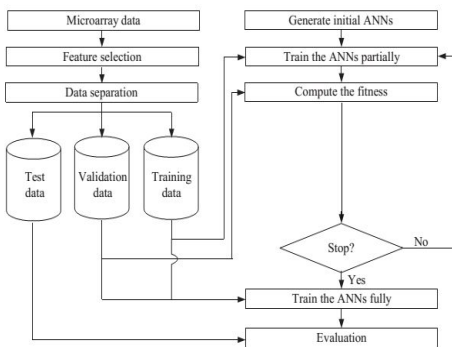 Microarray data
Feature selection
Data separation
Test
data
Validation
data
Training
data
Generate initial ANNs
Train the ANNs partially
Compute the fitness
Stop?
No
Yes
Train the ANNs fully
Evaluation